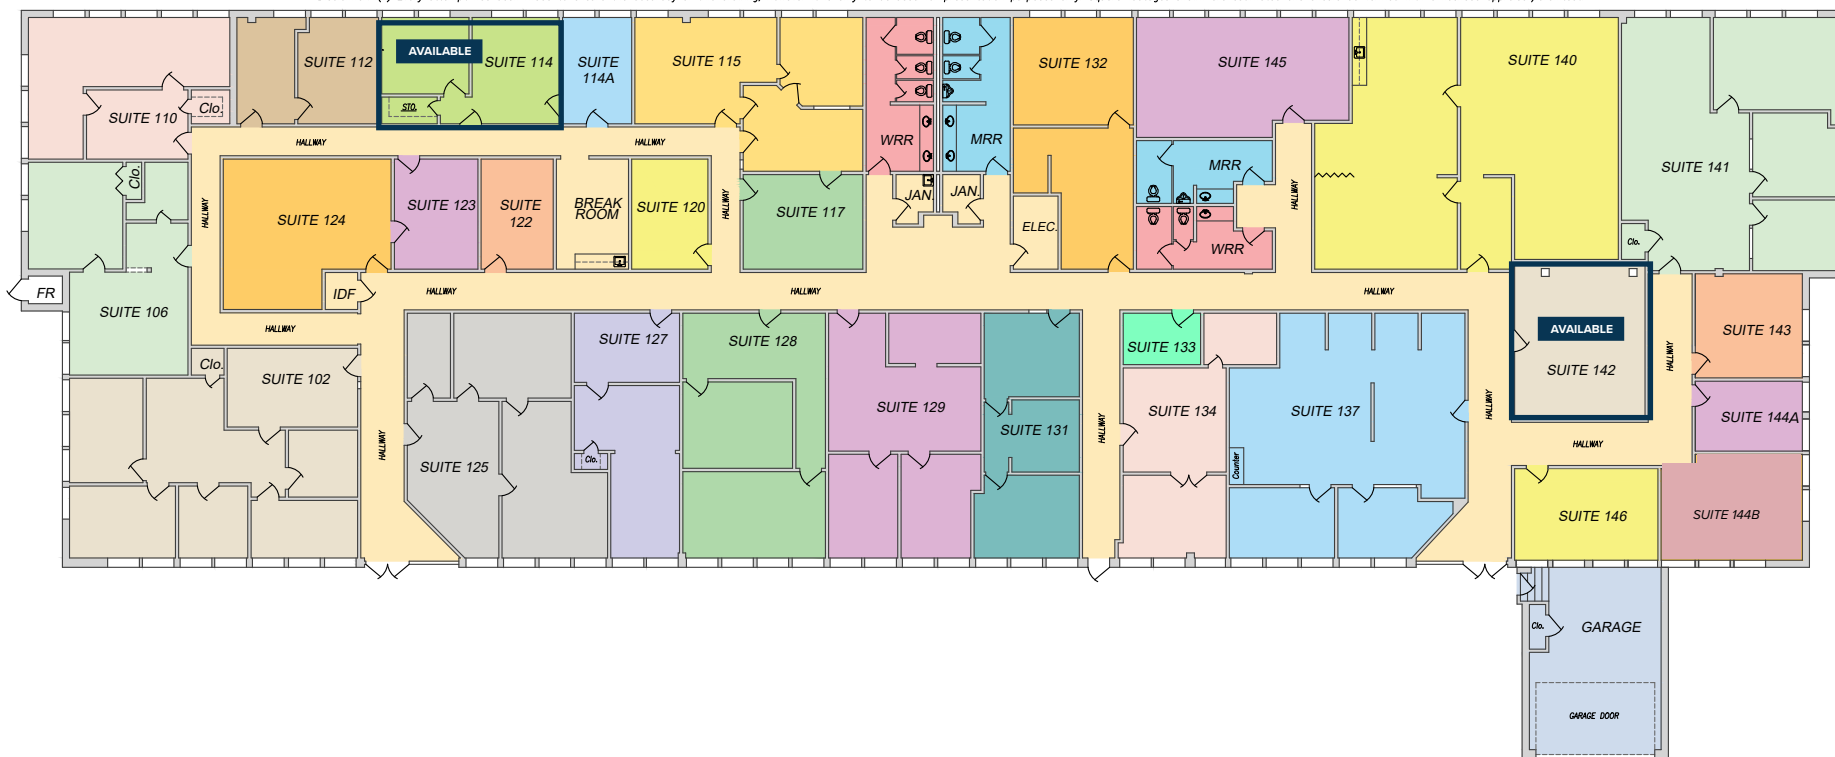 AVAILABLE
SUITE 112
SUITE 114
SUITE
114A
SUITE 115
STO.
SUITE 132
SUITE 145
SUITE 140
Clo.
SUITE 110
WRR
MRR
HALLWAY
HALLWAY
Clo.
SUITE 141
MRR
HALLWAY
SUITE 124
SUITE 123
SUITE
122
BREAK
ROOM
SUITE 120
HALLWAY
SUITE 117
JAN.
JAN.
ELEC.
HALLWAY
WRR
Clo.
FR
IDF
SUITE 106
HALLWAY
HALLWAY
HALLWAY
HALLWAY
HALLWAY
AVAILABLE
SUITE 142
SUITE 143
HALLWAY
Clo.
SUITE 102
SUITE 127
SUITE 128
SUITE 133
SUITE 129
SUITE 134
SUITE 137
HALLWAY
SUITE 144A
SUITE 131
HALLWAY
HALLWAY
HALLWAY
SUITE 125
Clo.
Counter
SUITE 146
SUITE 144B
Clo.
GARAGE
GARAGE DOOR